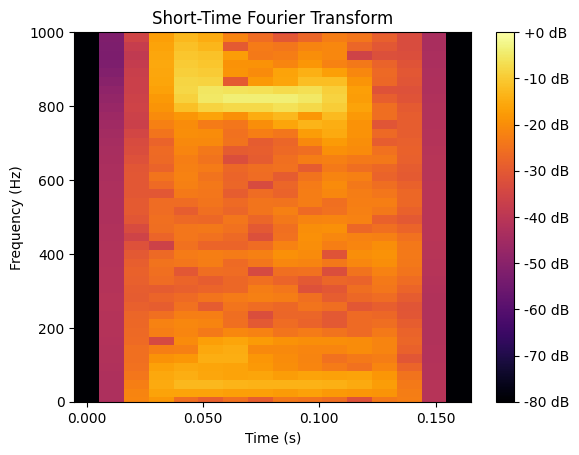 Short-Time Fourier Transform
1000
800
600
400
200
0
Frequency (Hz)
0.000
0.050
0.100
0.150
Time (s)
+0 dB
-10 dB
-20 dB
-30 dB
-40 dB
-50 dB
-60 dB
-70 dB
-80 dB